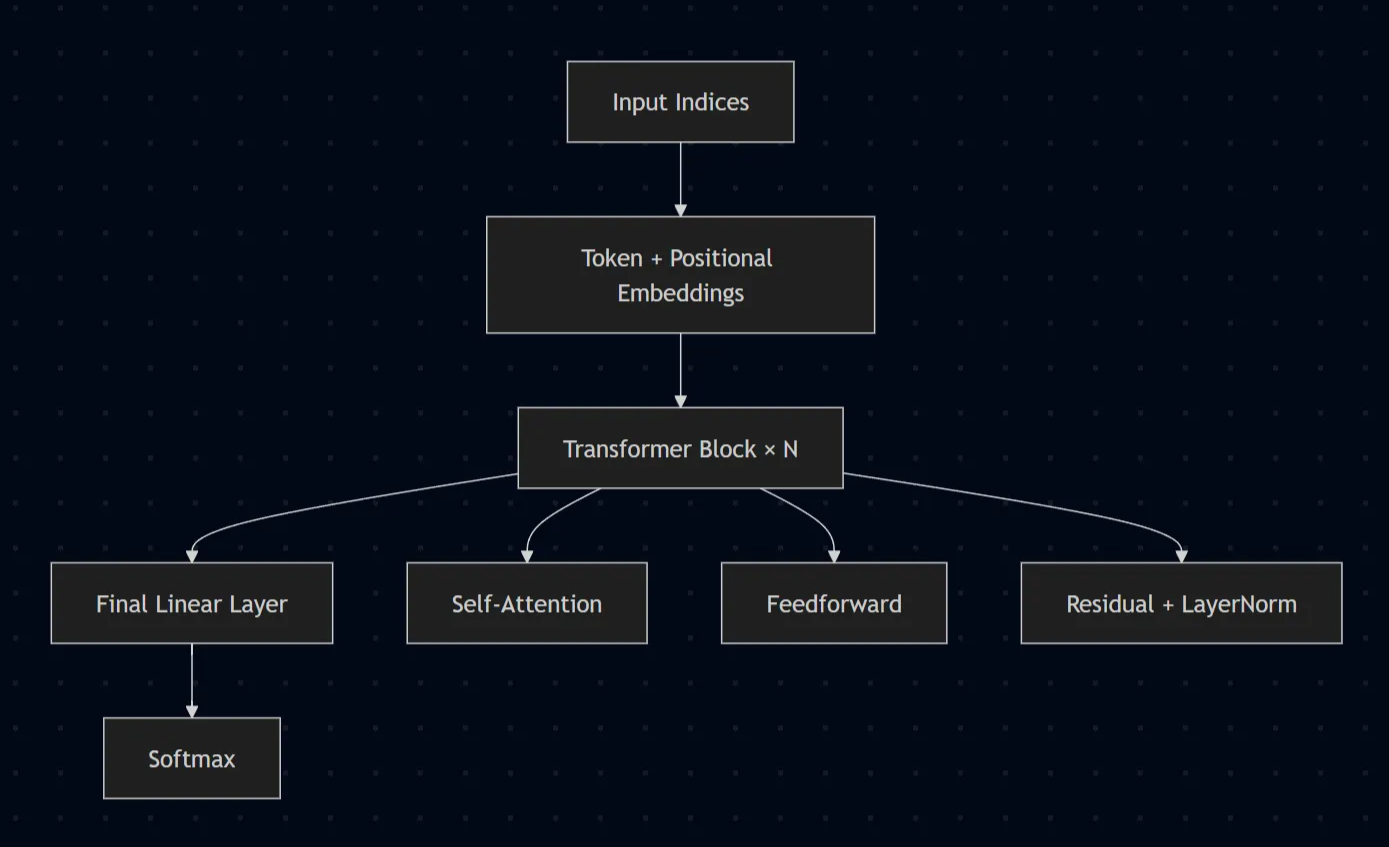 Input Indices
Token + Positional
Embeddings
Transformer Block × N
Final Linear Layer
Self-Attention
Feedforward
Residual + LayerNorm
Softmax